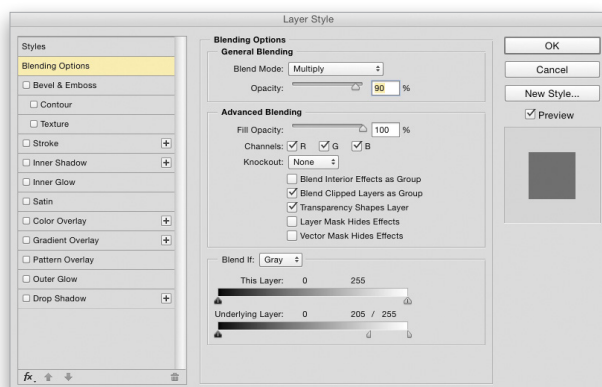 Layer Style
Styles
Blending Options
Bevel & Emboss
Contour
Texture
Stroke
Inner Shadow
Inner Glow
Satin
Color Overlay
Gradient Overlay
Pattern Overlay
Outer Glow
Drop Shadow
fx
Blending Options
General Blending
Blend Mode: Multiply
Opacity: 90 %
Advanced Blending
Fill Opacity: 100 %
Channels: R G B
Knockout: None
Blend Interior Effects as Group
Blend Clipped Layers as Group
Transparency Shapes Layer
Layer Mask Hides Effects
Vector Mask Hides Effects
Blend If: Gray
This Layer: 0 255
Underlying Layer: 0 205 / 255
OK
Cancel
New Style...
Preview